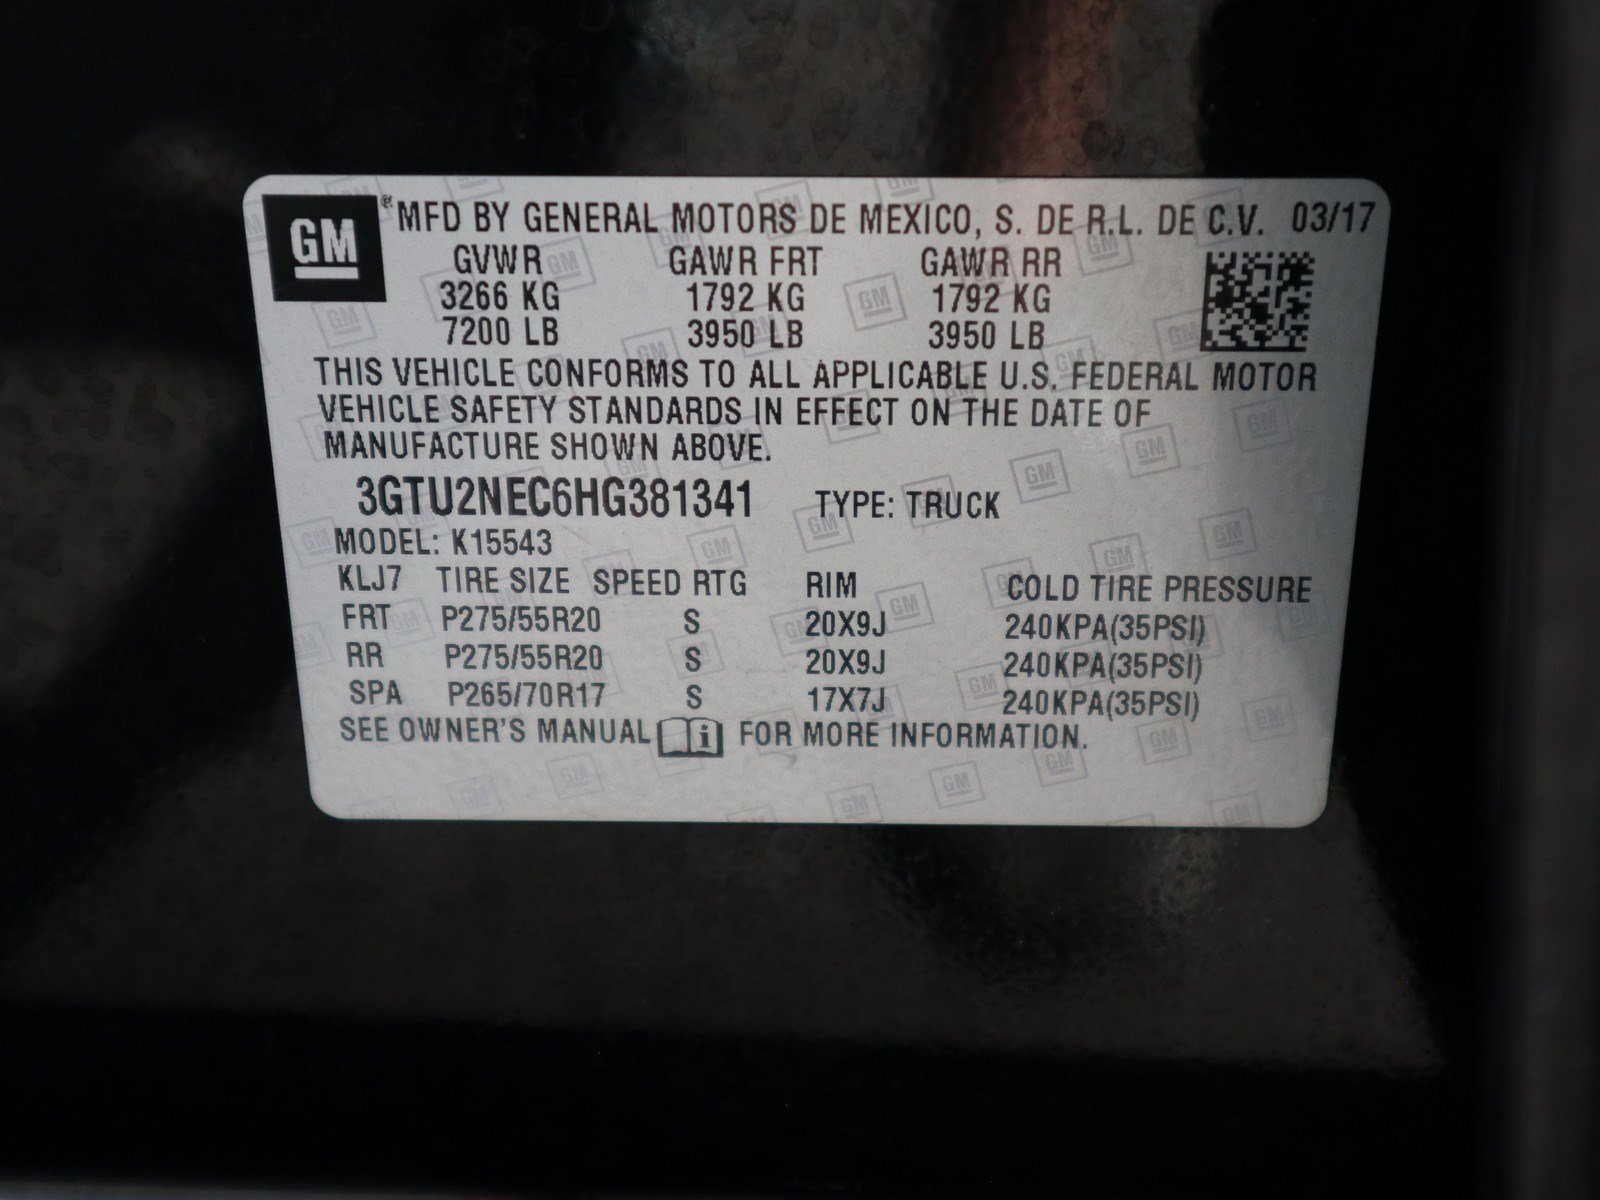 GM ® MFD BY GENERAL MOTORS DE MEXICO, S. DE R.L. DE C.V. 03/17
GVWR GAWR FRT GAWR RR
3266 KG 1792 KG 1792 KG
7200 LB 3950 LB 3950 LB
THIS VEHICLE CONFORMS TO ALL APPLICABLE U.S. FEDERAL MOTOR
VEHICLE SAFETY STANDARDS IN EFFECT ON THE DATE OF
MANUFACTURE SHOWN ABOVE.
3GTU2NEC6HG381341 TYPE: TRUCK
MODEL: K15543
KLJ7 TIRE SIZE SPEED RTG RIM COLD TIRE PRESSURE
FRT P275/55R20 S 20X9J 240KPA(35PSI)
RR P275/55R20 S 20X9J 240KPA(35PSI)
SPA P265/70R17 S 17X7J 240KPA(35PSI)
SEE OWNER'S MANUAL i FOR MORE INFORMATION.